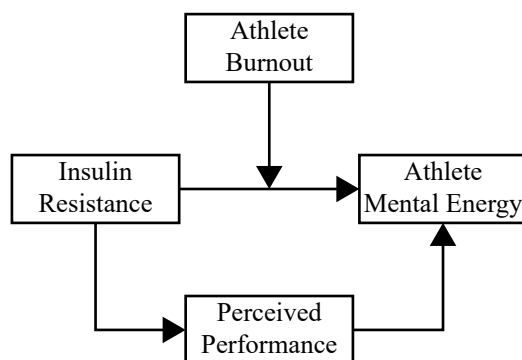 Athlete
Burnout
Insulin
Resistance
Athlete
Mental Energy
Perceived
Performance